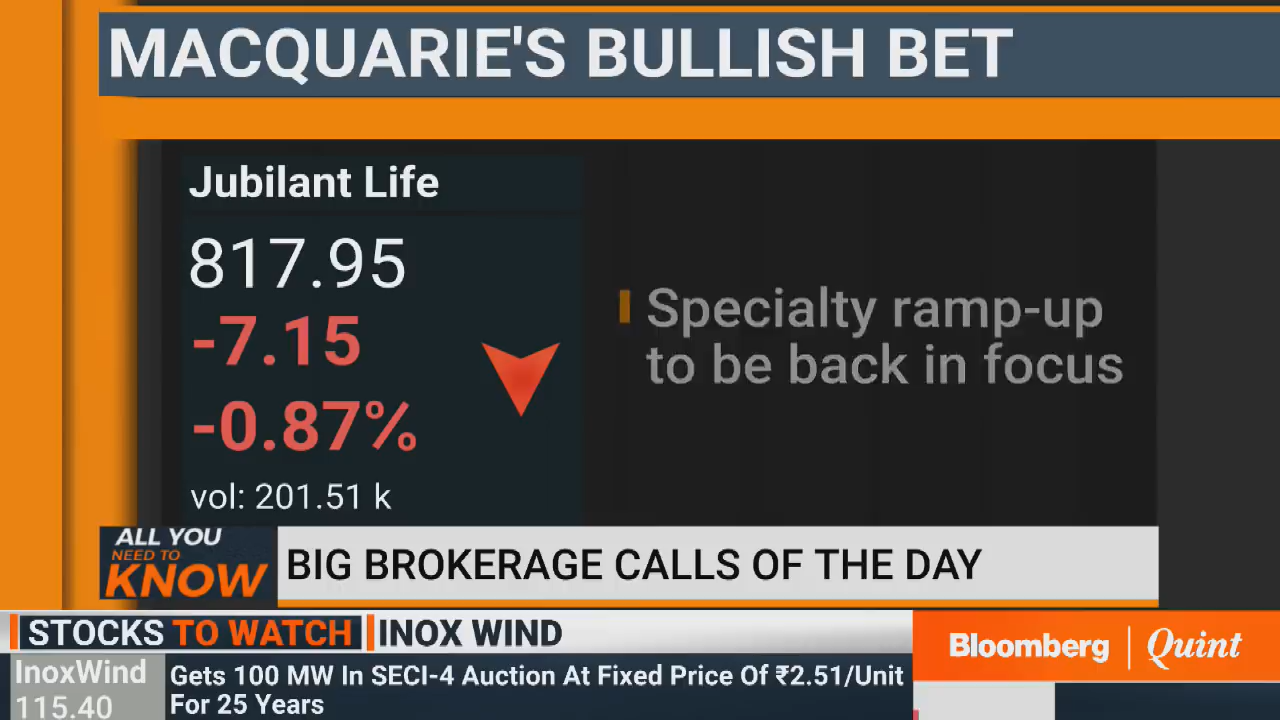 MACQUARIE'S BULLISH BET
Jubilant Life
817.95
-7.15
-0.87%
vol: 201.51 k
Specialty ramp-up
to be back in focus
ALL YOU
NEED TO
KNOW
BIG BROKERAGE CALLS OF THE DAY
STOCKS TO WATCH INOX WIND
Bloomberg | Quint
InoxWind
115.40
Gets 100 MW In SECI-4 Auction At Fixed Price Of ₹2.51/Unit
For 25 Years